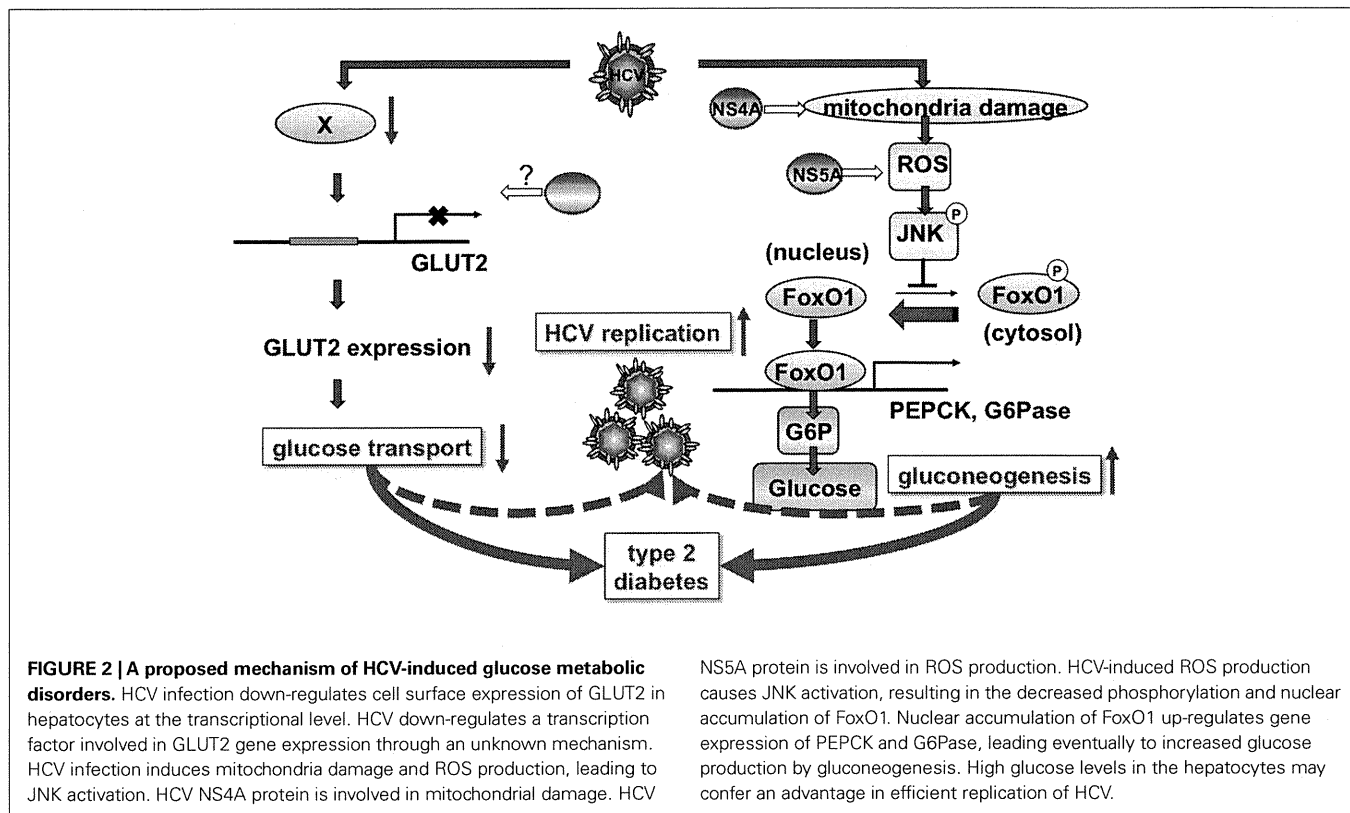 HCV
NS4A
mitochondria damage
X
?
NS5A
ROS
P
JNK
GLUT2
(nucleus)
FoxO1
P
FoxO1
(cytosol)
GLUT2 expression
HCV replication
FoxO1
PEPCK, G6Pase
G6P
glucose transport
Glucose
gluconeogenesis
type 2
diabetes
FIGURE 2 | A proposed mechanism of HCV-induced glucose metabolic
disorders. HCV infection down-regulates cell surface expression of GLUT2 in
hepatocytes at the transcriptional level. HCV down-regulates a transcription
factor involved in GLUT2 gene expression through an unknown mechanism.
HCV infection induces mitochondria damage and ROS production, leading to
JNK activation. HCV NS4A protein is involved in mitochondrial damage. HCV
NS5A protein is involved in ROS production. HCV-induced ROS production
causes JNK activation, resulting in the decreased phosphorylation and nuclear
accumulation of FoxO1. Nuclear accumulation of FoxO1 up-regulates gene
expression of PEPCK and G6Pase, leading eventually to increased glucose
production by gluconeogenesis. High glucose levels in the hepatocytes may
confer an advantage in efficient replication of HCV.